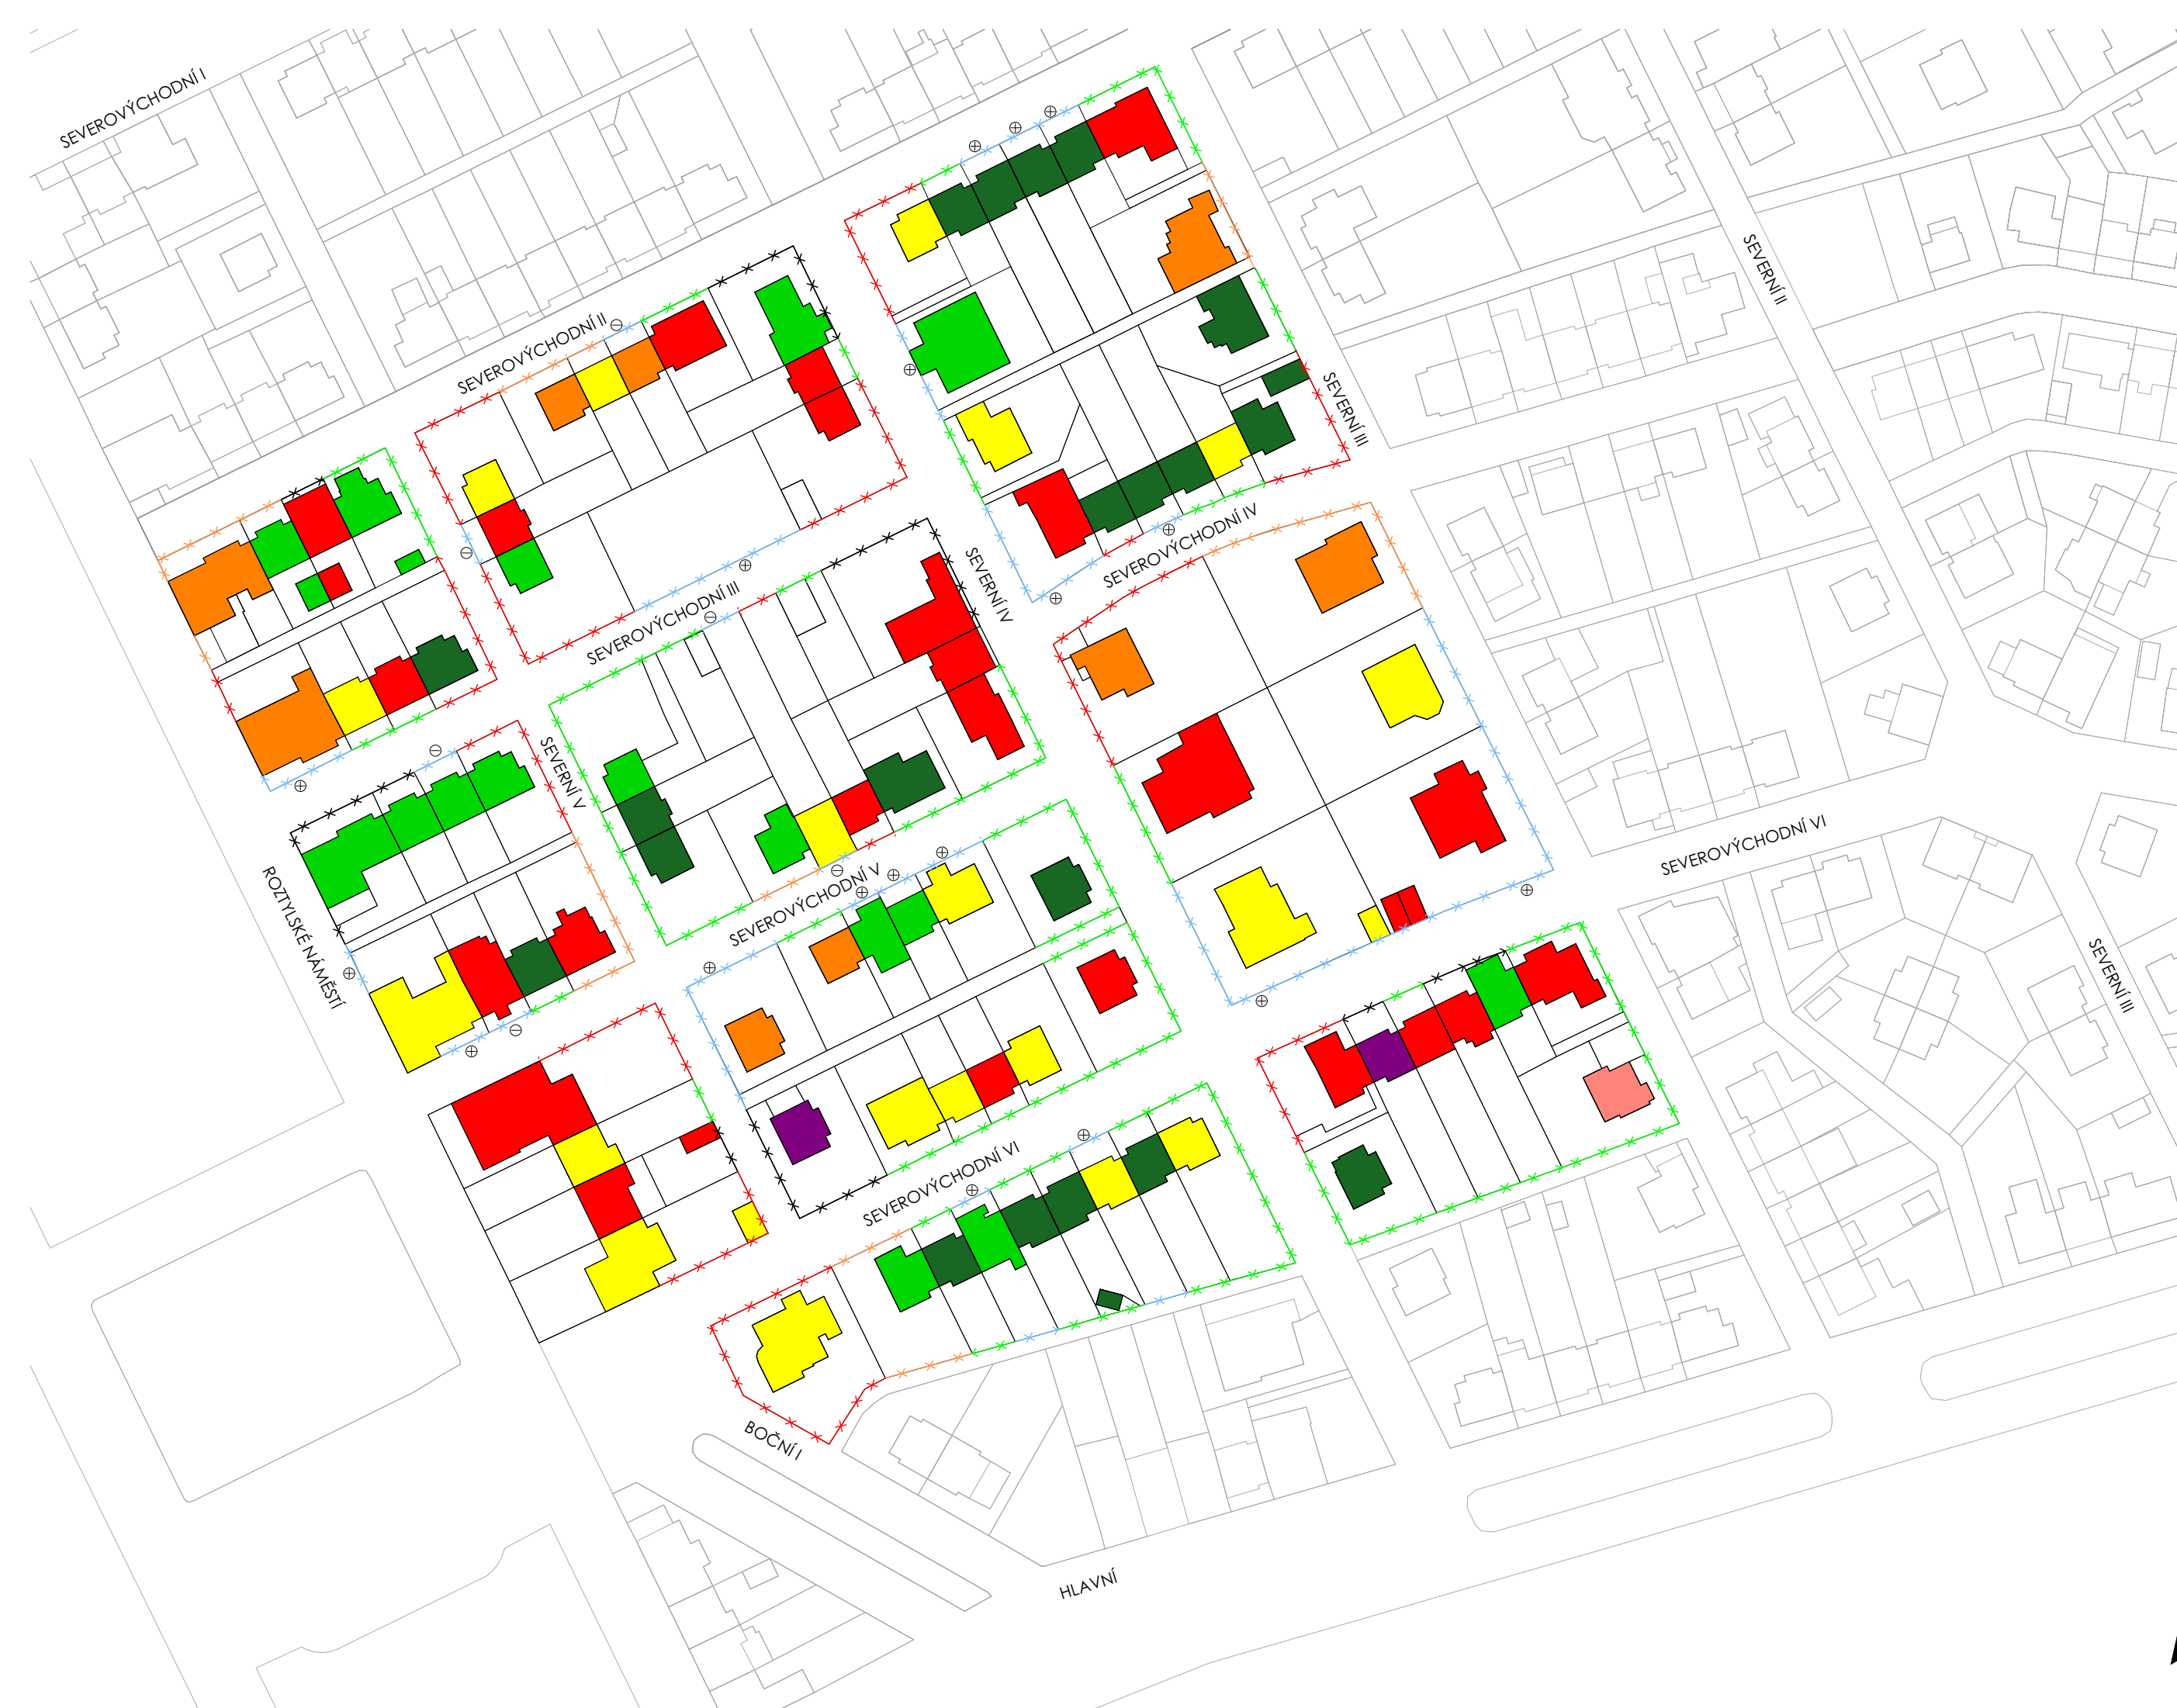 SEVEROVÝCHODNÍ I
SEVERNÍ II
SEVEROVÝCHODNÍ II
SEVERNÍ III
SEVEROVÝCHODNÍ IV
SEVERNÍ IV
SEVEROVÝCHODNÍ III
SEVERNÍ V
SEVEROVÝCHODNÍ VI
SEVEROVÝCHODNÍ V
ROZTYLSKÉ NÁMĚSTÍ
SEVERNÍ III
SEVEROVÝCHODNÍ VI
BOČNÍ I
HLAVNÍ